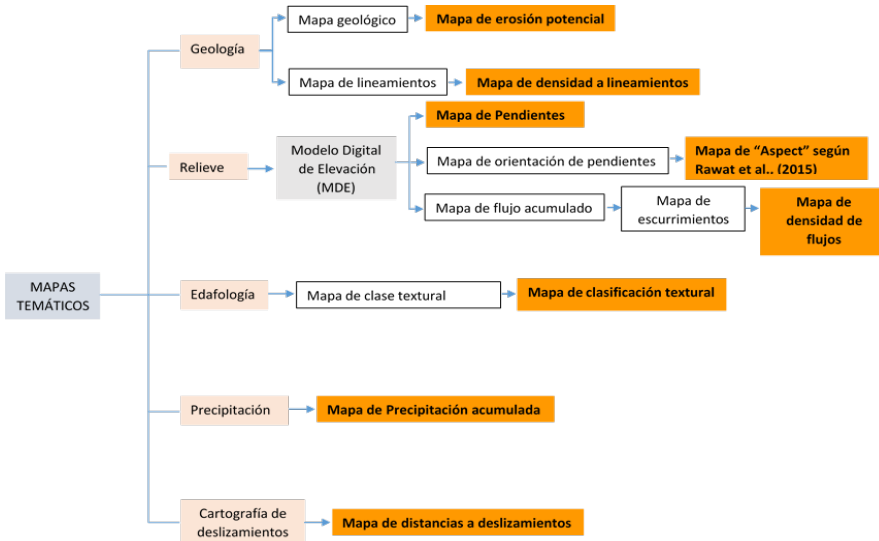 Mapa geológico
Mapa de erosión potencial
Geología
Mapa de lineamientos
Mapa de densidad a lineamientos
Mapa de Pendientes
Relieve
Modelo Digital
de Elevación
(MDE)
Mapa de orientación de pendientes
Mapa de “Aspect” según
Rawat et al., (2015)
Mapa de flujo acumulado
Mapa de
escurrimientos
Mapa de
densidad de
flujos
MAPAS
TEMÁTICOS
Edafología
Mapa de clase textural
Mapa de clasificación textural
Precipitación
Mapa de Precipitación acumulada
Cartografía de
deslizamientos
Mapa de distancias a deslizamientos